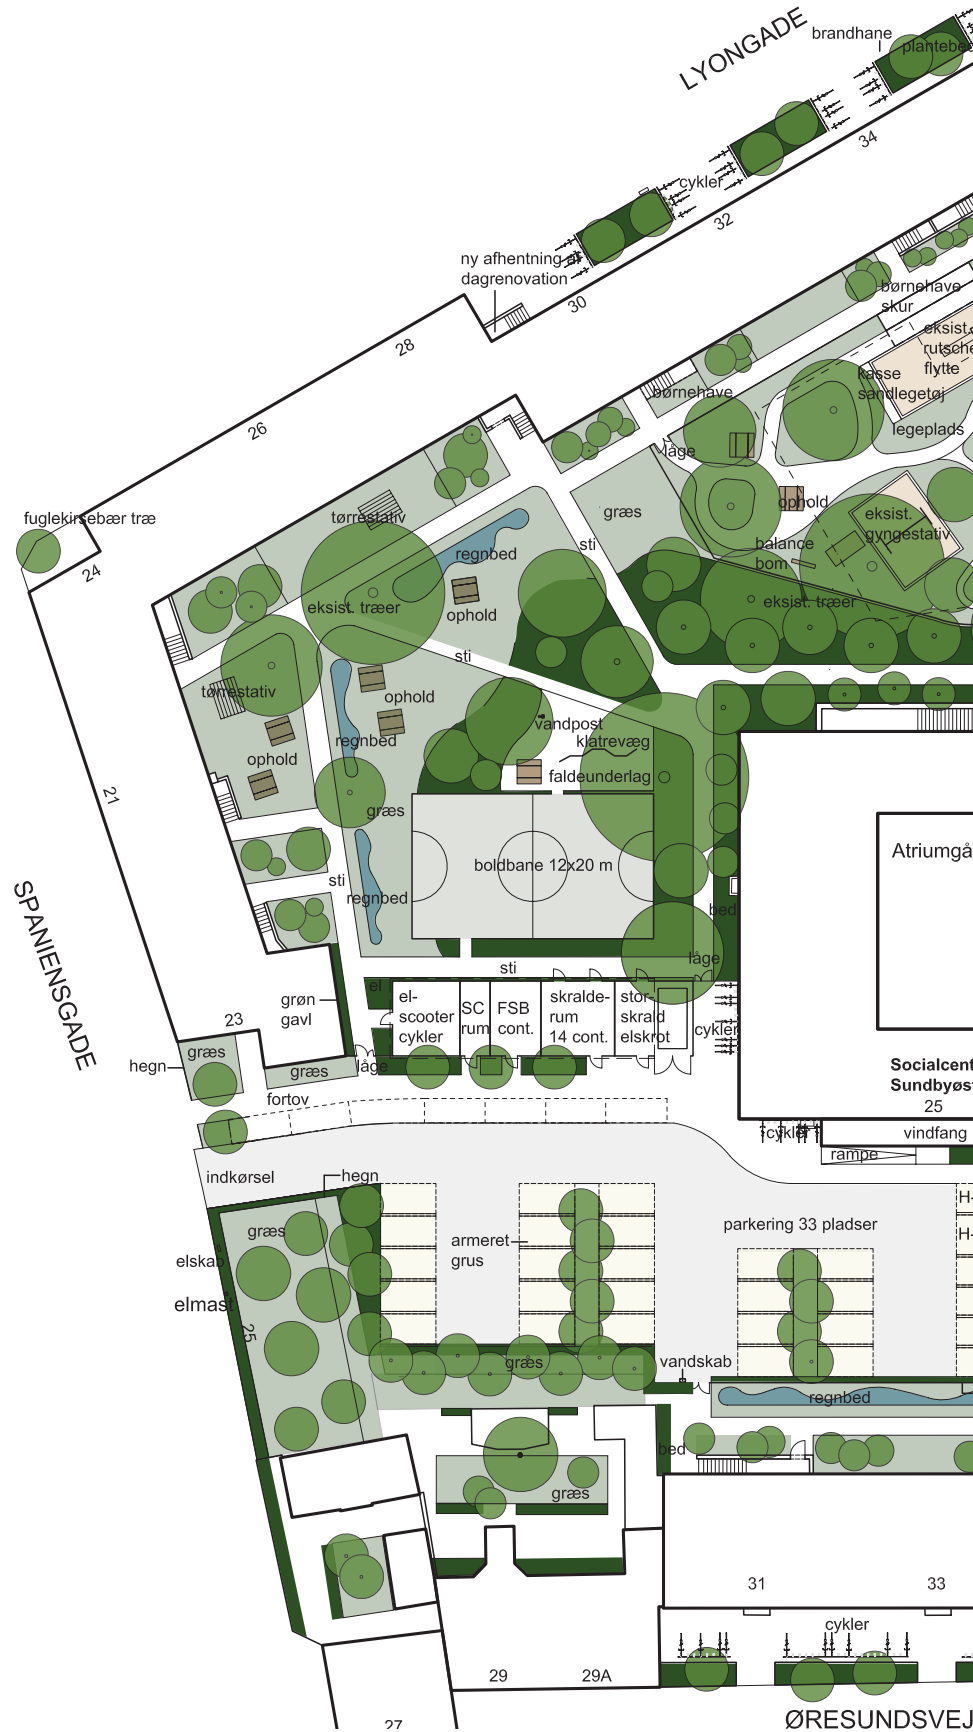 LYONGADE
brandhane
plantebed
34
cykler
32
ny afhentning af
dagrenovation
30
børnehave
skur
28
eksist.
rutsche
flytte
kasse
sandlegetøj
børnehave
26
legeplads
låge
fuglekirsebær træ
tørrestativ
græs
ophold
eksist.
gyngestativ
regnbed
sti
balance
bom
24
eksist. træer
ophold
eksist. træer
sti
tørrestativ
ophold
vandpost
klatrevæg
regnbed
ophold
faldeunderlag
21
græs
boldbane 12x20 m
Atriumgå
sti
regnbed
bed
SPANIENSGADE
låge
sti
el
grøn
gavl
el-
scooter
cykler
SC
rum
FSB
cont.
skralde-
rum
14 cont.
stor-
skrald
elskrot
cykler
23
græs
hegn
græs
låge
Socialcent
Sundbyøst
25
fortov
cykler
vindfang
rampe
indkørsel
hegn
H-
græs
armeret
grus
parkering 33 pladser
H-
elskab
elmast
25
græs
vandskab
regnbed
bed
græs
31
33
cykler
29
29A
27
ØRESUNDSVEJ